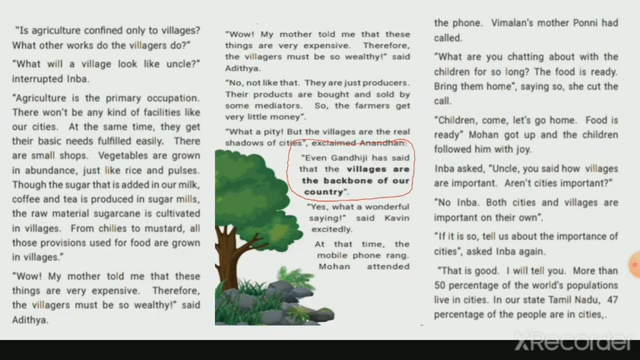 "Is agriculture confined only to villages?
What other works do the villagers do?"
"What will a village look like uncle?"
interrupted Inba.
"Agriculture is the primary occupation.
There won't be any kind of facilities like
our cities. At the same time, they get
their basic needs fulfilled easily. There
are small shops. Vegetables are grown
in abundance, just like rice and pulses.
Though the sugar that is added in our milk,
coffee and tea is produced in sugar mills,
the raw material sugarcane is cultivated
in villages. From chilies to mustard, all
those provisions used for food are grown
in villages."
"Wow! My mother told me that these
things are very expensive. Therefore,
the villagers must be so wealthy!" said
Adithya.
"Wow! My mother told me that these
things are very expensive. Therefore,
the villagers must be so wealthy!" said
Adithya.
"No, not like that. They are just producers.
Their products are bought and sold by
some mediators. So, the farmers get
very little money".
"What a pity! But the villages are the real
shadows of cities", exclaimed Anandhan.
"Even Gandhiji has said
that the villages are
the backbone of our
country".
"Yes, what a wonderful
saying!" said Kavin
excitedly.
At that time, the
mobile phone rang.
Mohan attended
the phone. Vimalan's mother Ponni had
called.
"What are you chatting about with the
children for so long? The food is ready.
Bring them home", saying so, she cut the
call.
"Children, come, let's go home. Food is
ready" Mohan got up and the children
followed him with joy.
Inba asked, "Uncle, you said how villages
are important. Aren't cities important?"
"No Inba. Both cities and villages are
important on their own".
"If it is so, tell us about the importance of
cities", asked Inba again.
"That is good. I will tell you. More than
50 percentage of the world's populations
live in cities. In our state Tamil Nadu, 47
percentage of the people are in cities,.
XRecorder